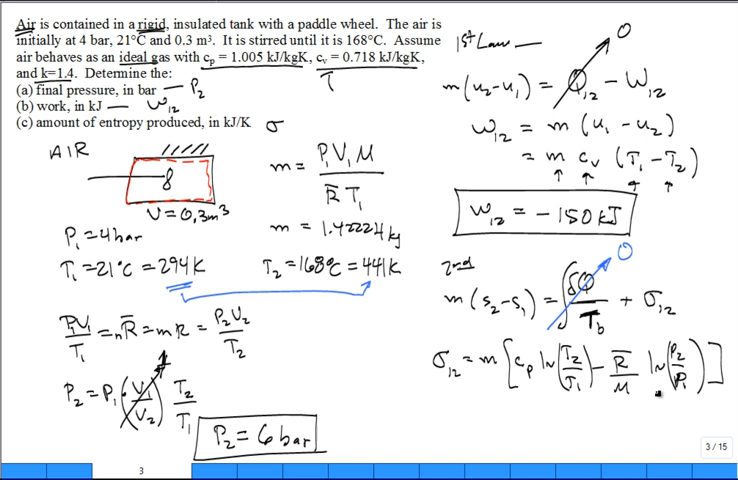 Air is contained in a rigid, insulated tank with a paddle wheel. The air is
initially at 4 bar, 21°C and 0.3 m³. It is stirred until it is 168°C. Assume
air behaves as an ideal gas with cp = 1.005 kJ/kgK, cv = 0.718 kJ/kgK,
and k=1.4. Determine the:
(a) final pressure, in bar — P₂
(b) work, in kJ — W₁₂
(c) amount of entropy produced, in kJ/K σ
T
AIR
V = 0.3m³
P₁ = 4 bar
T₁ = 21°C = 294K
P₁V₁/T₁ = nR̅ = mR = P₂V₂/T₂
P₂ = P₁ · (V₁/V₂) T₂/T₁
1
P₂ = 6 bar
m = P₁V₁M / R̅T₁
m = 1.42224 kg
T₂ = 168°C = 441K
1st Law —
m(u₂-u₁) = Q₁₂ - W₁₂
0
W₁₂ = m(u₁-u₂)
= m cv (T₁-T₂)
W₁₂ = -150 kJ
2nd
0
m(s₂-s₁) = ∫δQ/Tb + σ₁₂
σ₁₂ = m [cp ln(T₂/T₁) - R̅/M ln(P₂/P₁)]
3
3 / 15